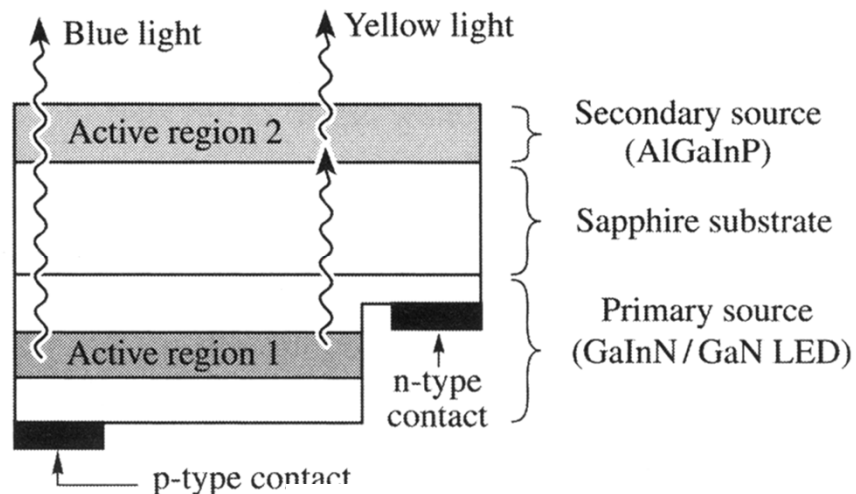 Blue light
Yellow light
Active region 2
Secondary source
(AlGaInP)
Sapphire substrate
Primary source
(GaInN / GaN LED)
Active region 1
n-type
contact
p-type contact